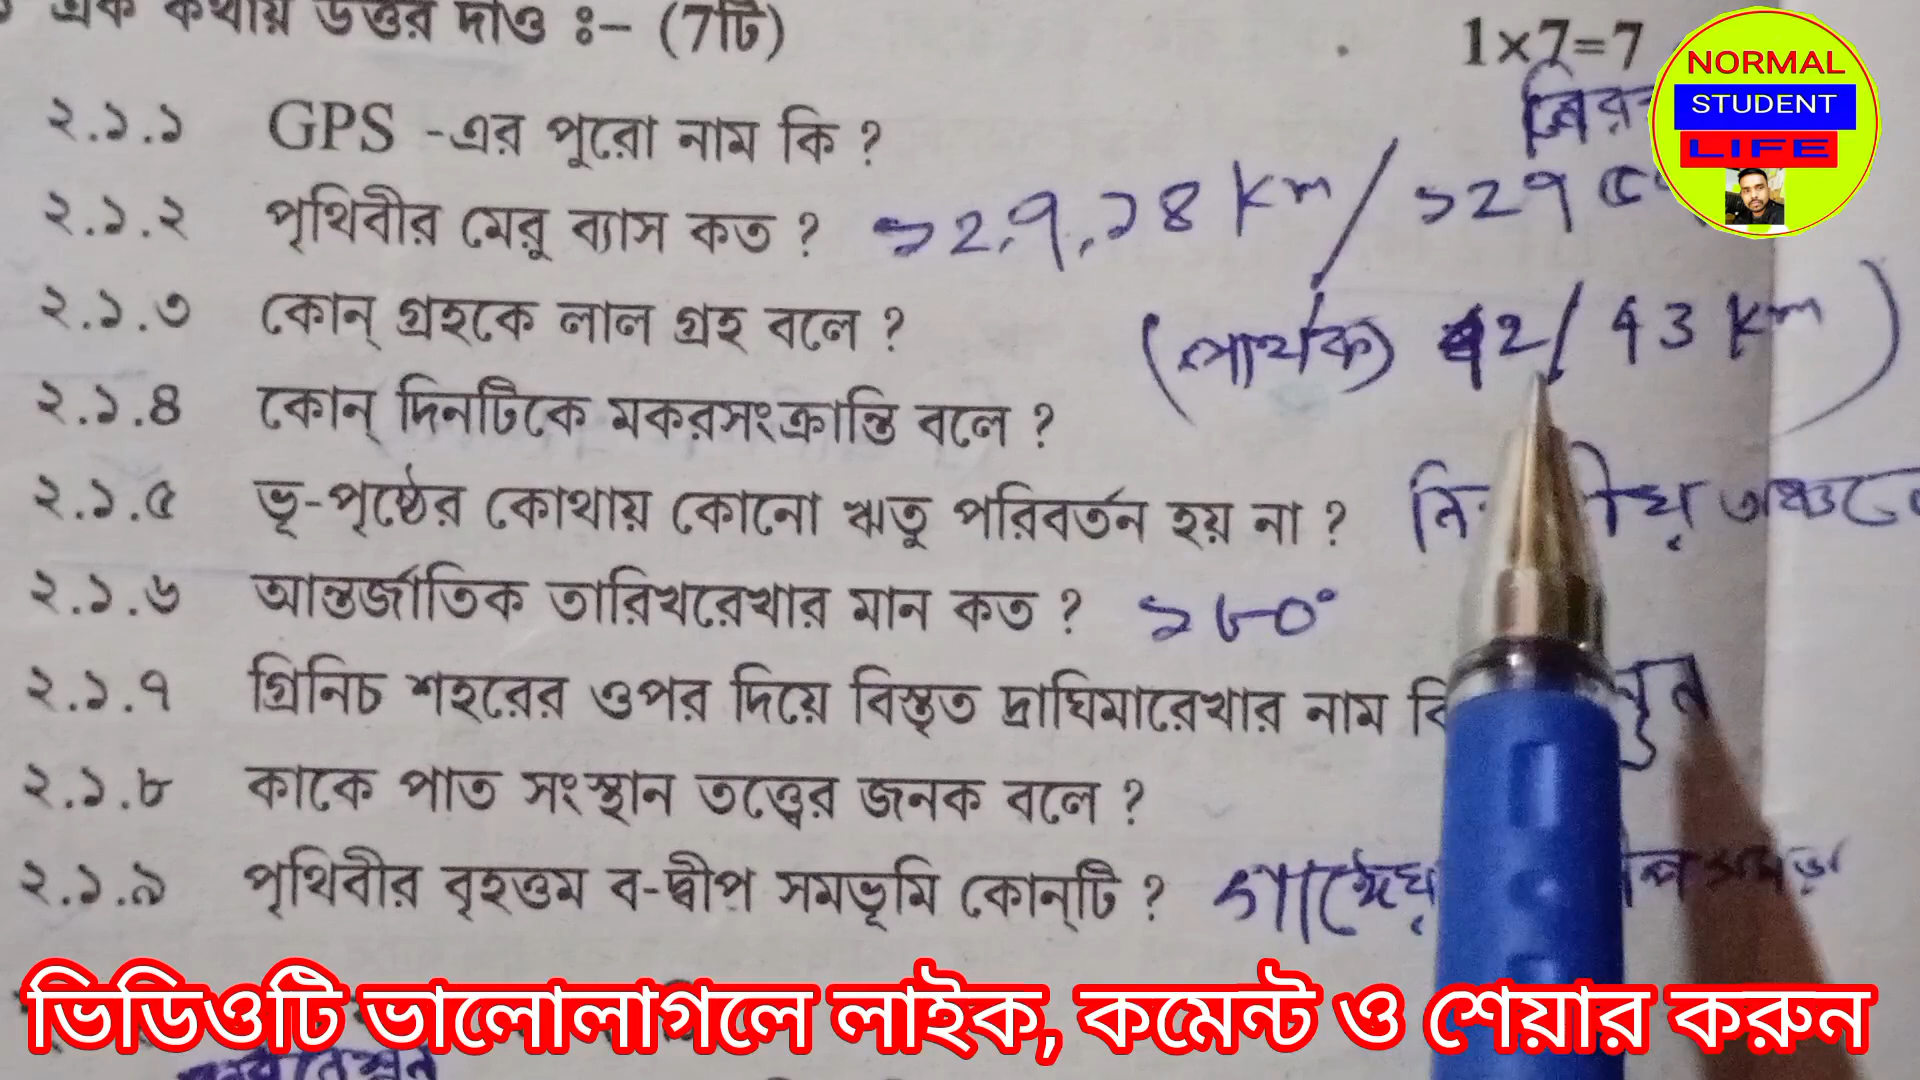 এক কথায় উত্তর দাও ঃ– (7টি) 1×7=7
NORMAL
STUDENT
LIFE
২.১.১ GPS -এর পুরো নাম কি ?
২.১.২ পৃথিবীর মেরু ব্যাস কত ? ১২,৭,১৪ Km / ১২৭
(পার্থক্য 42 / 43 Km)
২.১.৩ কোন্ গ্রহকে লাল গ্রহ বলে ?
২.১.৪ কোন্ দিনটিকে মকরসংক্রান্তি বলে ?
২.১.৫ ভূ-পৃষ্ঠের কোথায় কোনো ঋতু পরিবর্তন হয় না ?
২.১.৬ আন্তর্জাতিক তারিখরেখার মান কত ? ১৮০°
২.১.৭ গ্রিনিচ শহরের ওপর দিয়ে বিস্তৃত দ্রাঘিমারেখার নাম
২.১.৮ কাকে পাত সংস্থান তত্ত্বের জনক বলে ?
২.১.৯ পৃথিবীর বৃহত্তম ব-দ্বীপ সমভূমি কোন্‌টি ? গাঙ্গেয়
ভিডিওটি ভালোলাগলে লাইক, কমেন্ট ও শেয়ার করুন